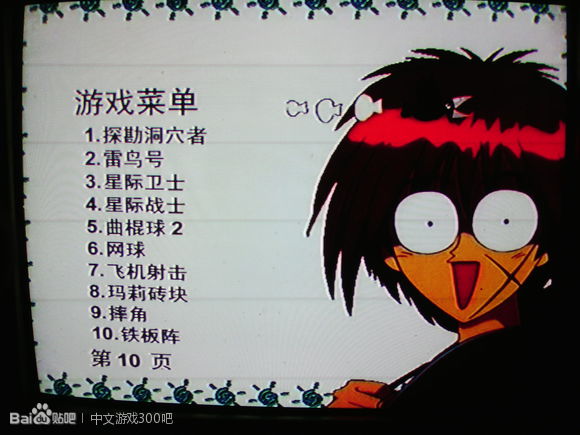 游戏菜单
1.探勘洞穴者
2.雷鸟号
3.星际卫士
4.星际战士
5.曲棍球 2
6.网球
7.飞机射击
8.玛莉砖块
9.摔角
10.铁板阵
第 10 页
Bai贴吧 | 中文游戏300吧